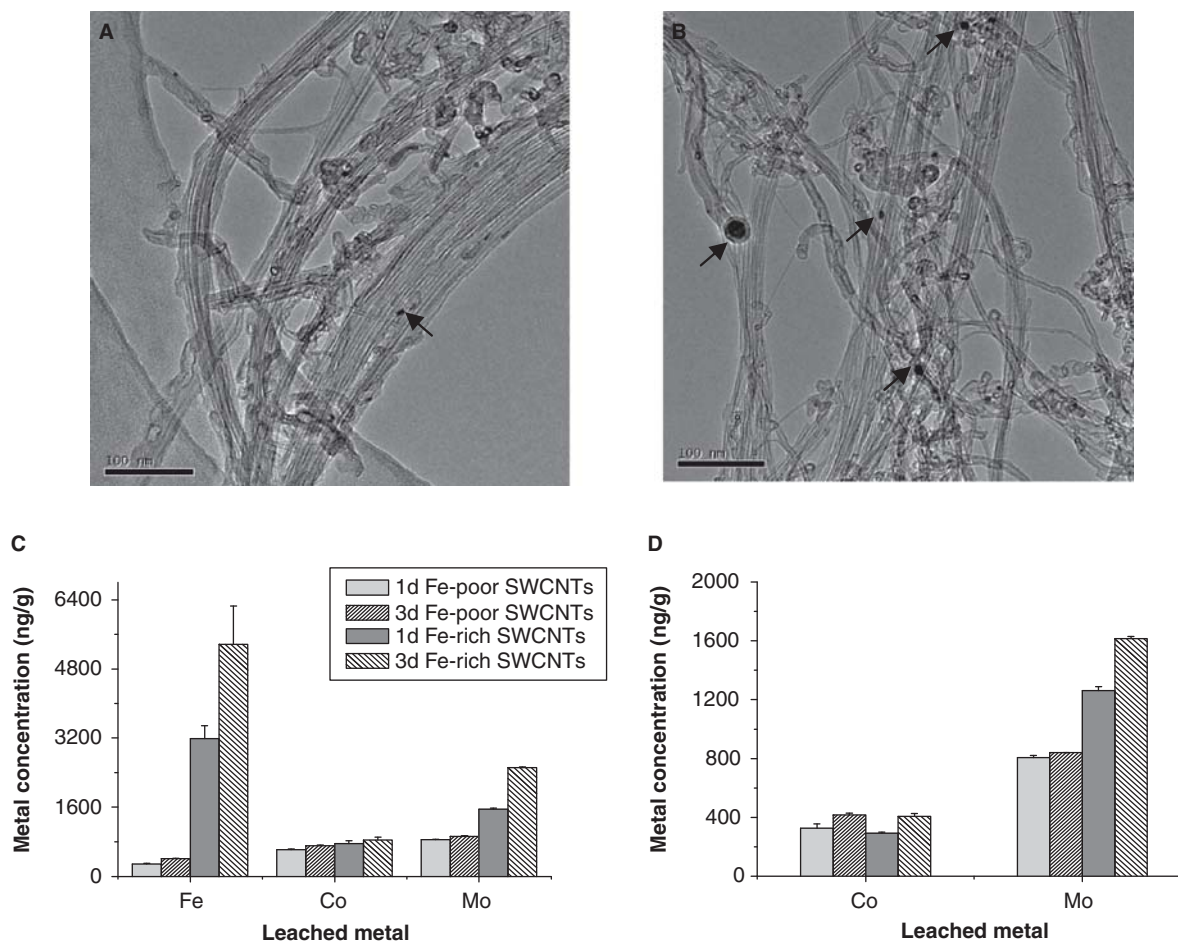 A
B
100 nm
100 nm
C
D
Metal concentration (ng/g)
6400
4800
3200
1600
0
1d Fe-poor SWCNTs
3d Fe-poor SWCNTs
1d Fe-rich SWCNTs
3d Fe-rich SWCNTs
Fe
Co
Mo
Leached metal
Metal concentration (ng/g)
2000
1600
1200
800
400
0
Co
Mo
Leached metal